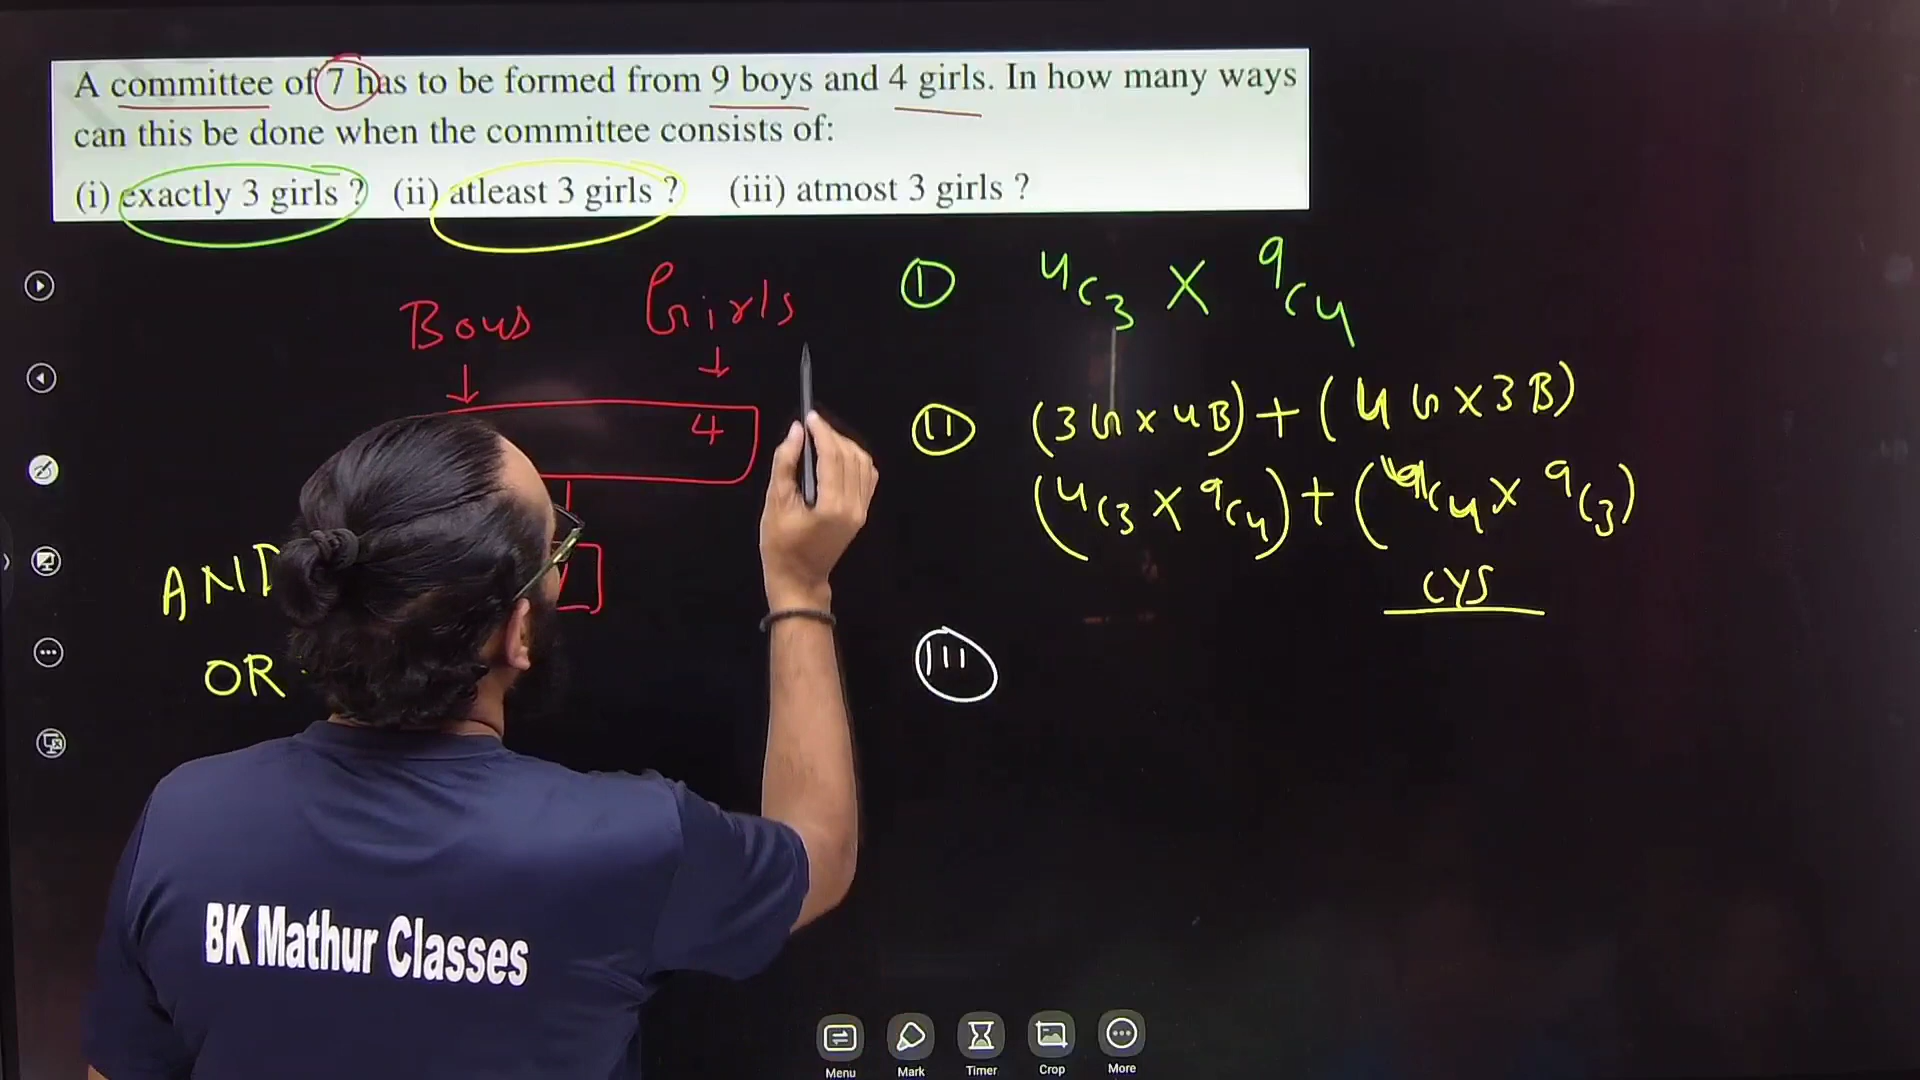 A committee of 7 has to be formed from 9 boys and 4 girls. In how many ways
can this be done when the committee consists of:
(i) exactly 3 girls ? (ii) atleast 3 girls ? (iii) atmost 3 girls ?
Boys Girls
4
AND
OR
(I) 4C3 X 9C4
(II) (3G x 4B) + (4G x 3B)
(4C3 X 9C4) + (4C4 X 9C3)
CYS
(III)
BK Mathur Classes
Menu Mark Timer Crop More